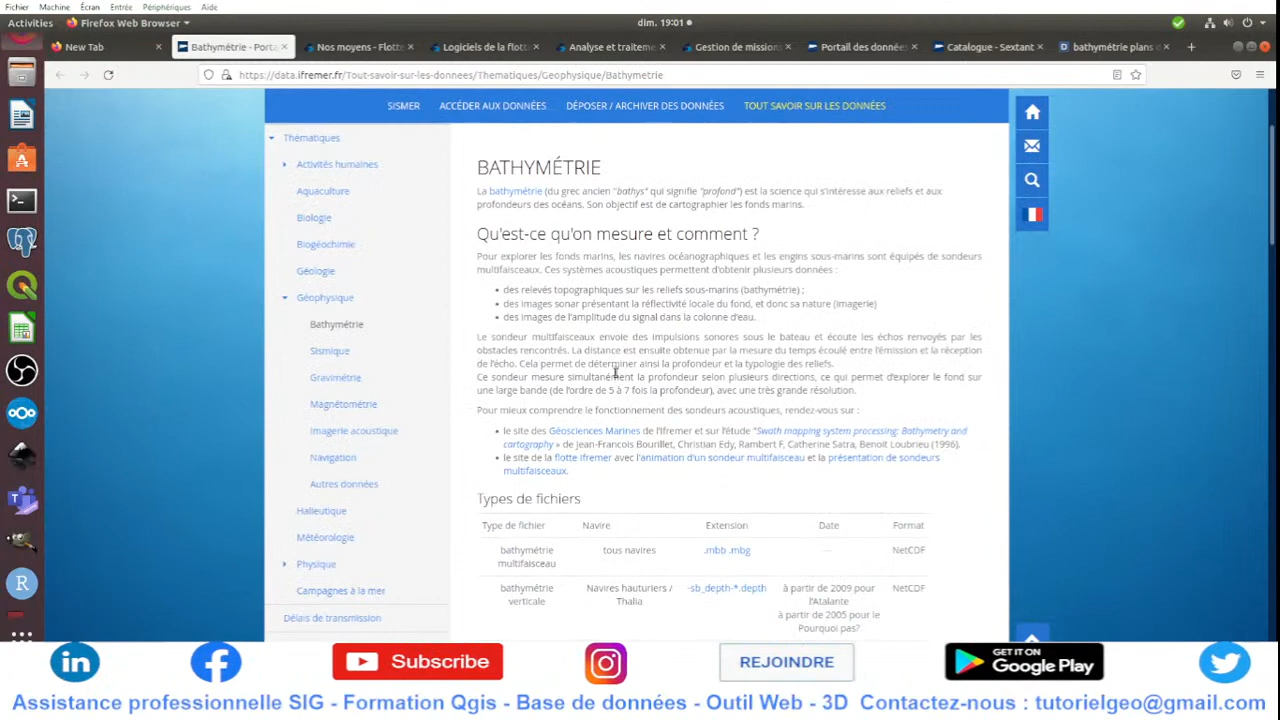 Fichier Machine Écran Entrée Périphériques Aide
Activities Firefox Web Browser dim. 19:01
New Tab Bathymétrie - Porta Nos moyens - Flotte Logiciels de la flott Analyse et traiteme Gestion de mission Portail des donnée Catalogue - Sextant bathymétrie plans o
https://data.ifremer.fr/Tout-savoir-sur-les-donnees/Thematiques/Geophysique/Bathymetrie
SISMER ACCÉDER AUX DONNÉES DÉPOSER / ARCHIVER DES DONNÉES TOUT SAVOIR SUR LES DONNÉES
Thématiques
Activités humaines
Aquaculture
Biologie
Biogéochimie
Géologie
Géophysique
Bathymétrie
Sismique
Gravimétrie
Magnétométrie
Imagerie acoustique
Navigation
Autres données
Halieutique
Météorologie
Physique
Campagnes à la mer
Délais de transmission
BATHYMÉTRIE
La bathymétrie (du grec ancien "bathys" qui signifie "profond") est la science qui s'intéresse aux reliefs et aux
profondeurs des océans. Son objectif est de cartographier les fonds marins.
Qu'est-ce qu'on mesure et comment ?
Pour explorer les fonds marins, les navires océanographiques et les engins sous-marins sont équipés de sondeurs
multifaisceaux. Ces systèmes acoustiques permettent d'obtenir plusieurs données :
des relevés topographiques sur les reliefs sous-marins (bathymétrie) ;
des images sonar présentant la réflectivité locale du fond, et donc sa nature (imagerie)
des images de l'amplitude du signal dans la colonne d'eau.
Le sondeur multifaisceaux envoie des impulsions sonores sous le bateau et écoute les échos renvoyés par les
obstacles rencontrés. La distance est ensuite obtenue par la mesure du temps écoulé entre l'émission et la réception
de l'écho. Cela permet de déterminer ainsi la profondeur et la typologie des reliefs.
Ce sondeur mesure simultanément la profondeur selon plusieurs directions, ce qui permet d'explorer le fond sur
une large bande (de l'ordre de 5 à 7 fois la profondeur), avec une très grande résolution.
Pour mieux comprendre le fonctionnement des sondeurs acoustiques, rendez-vous sur :
le site des Géosciences Marines de l'Ifremer et sur l'étude "Swath mapping system processing: Bathymetry and
cartography » de Jean-Francois Bourillet, Christian Edy, Rambert F, Catherine Satra, Benoit Loubrieu (1996).
le site de la flotte Ifremer avec l'animation d'un sondeur multifaisceau et la présentation de sondeurs
multifaisceaux.
Types de fichiers
Type de fichier Navire Extension Date Format
bathymétrie multifaisceau tous navires .mbb .mbg --- NetCDF
bathymétrie Navires hauturiers / -sb_depth-*.depth à partir de 2009 pour NetCDF
verticale Thalia l'Atalante
à partir de 2005 pour le
Pourquoi pas?
Subscribe REJOINDRE GET IT ON Google Play
Assistance professionnelle SIG - Formation Qgis - Base de données - Outil Web - 3D Contactez-nous : tutorielgeo@gmail.com